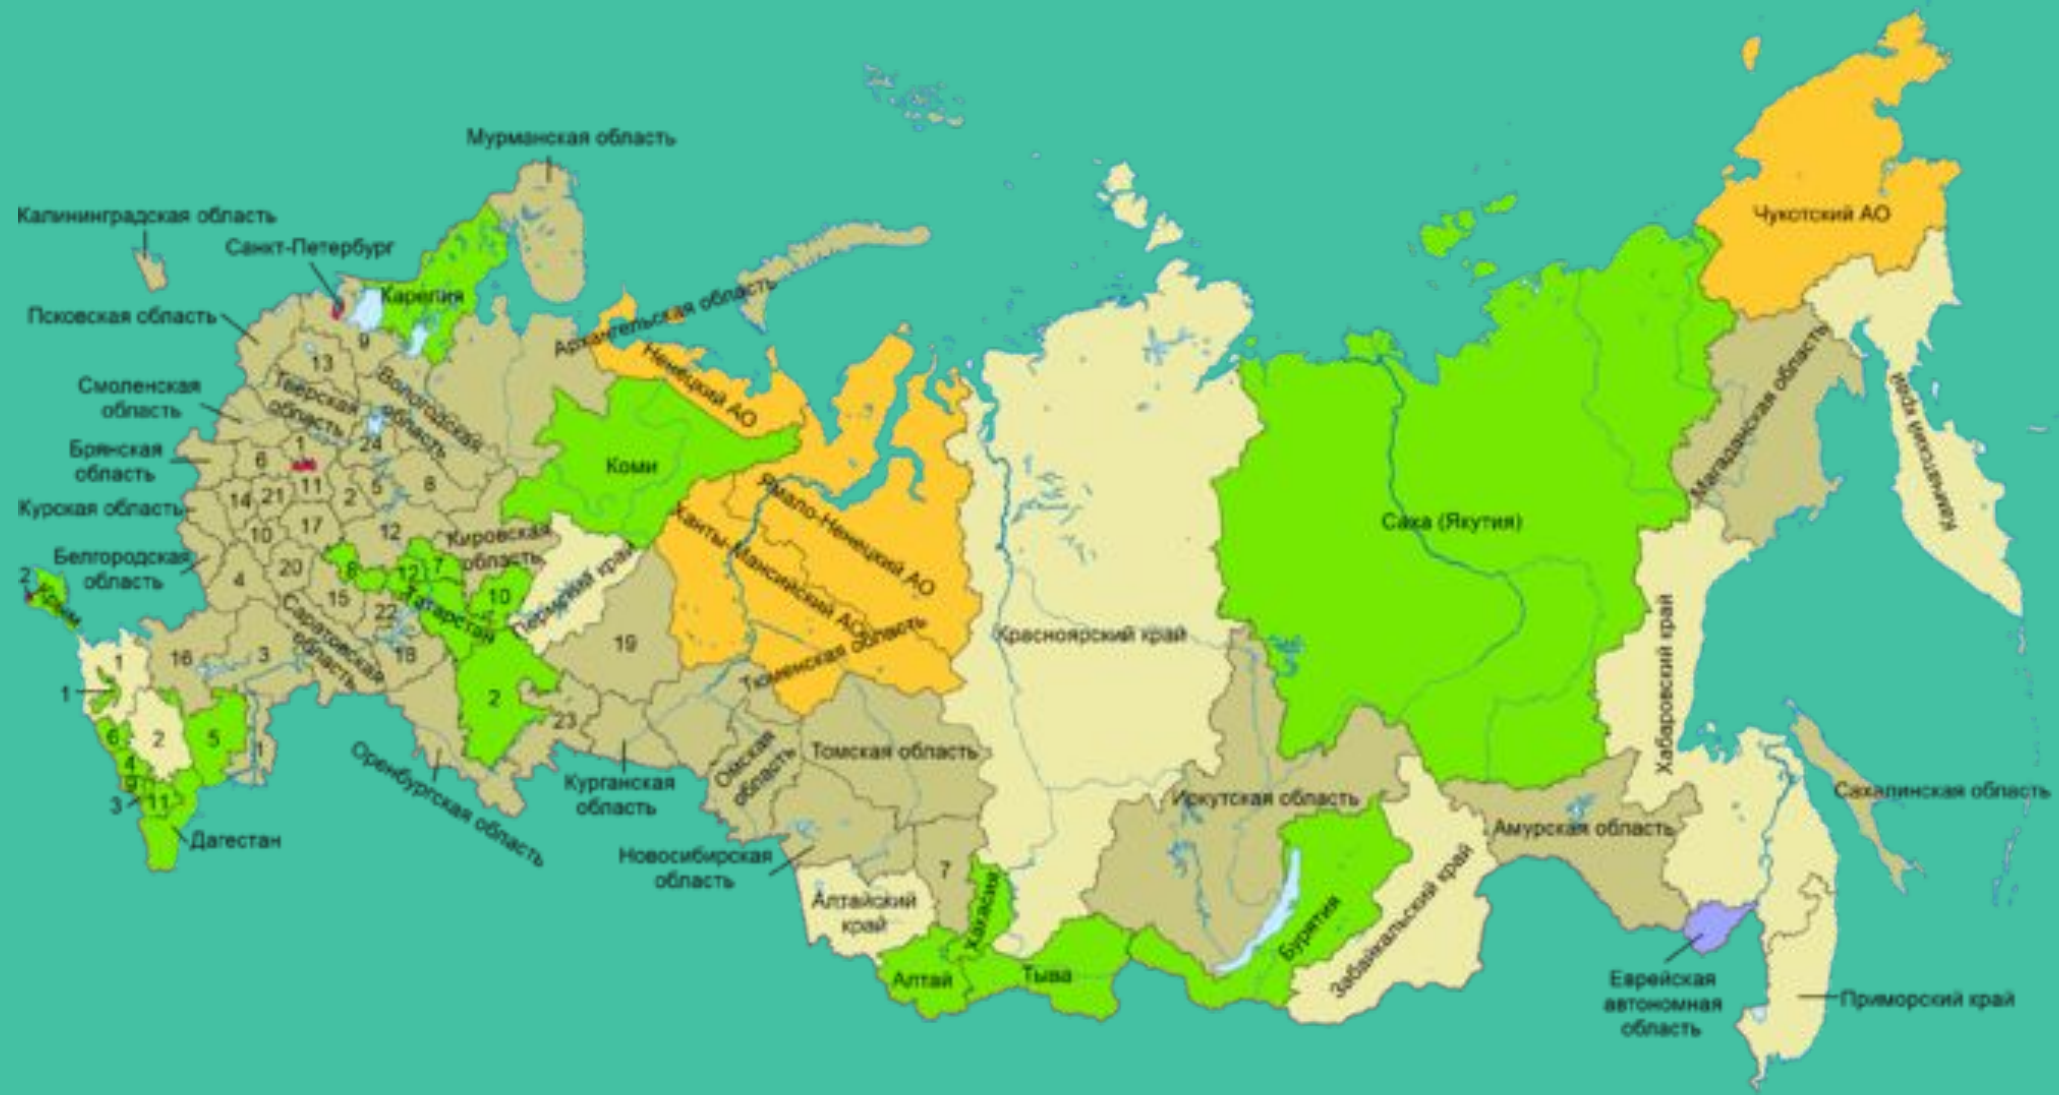 Мурманская область
Калининградская область
Санкт-Петербург
Чукотский АО
Карелия
Архангельская область
Псковская область
9
13
Ненецкий АО
Смоленская
область
Тверская
область
Вологодская
область
24
Магаданская область
Камчатский край
Брянская
область
6
1
Коми
14
21
11
2
5
8
Ямало-Ненецкий АО
Курская область
10
17
12
Кировская
область
Ханты-Мансийский АО
Саха (Якутия)
Белгородская
область
4
20
8
12
7
Пермский край
2
Крым
15
22
Татарстан
10
Саратовская
область
19
Тюменская область
Красноярский край
Хабаровский край
16
3
18
1
1
2
23
6
2
5
1
4
9
3
11
Дагестан
Оренбургская область
Курганская
область
Омская
область
Томская область
Иркутская область
Амурская область
Сахалинская область
Новосибирская
область
7
Алтайский
край
Хакасия
Алтай
Тыва
Бурятия
Забайкальский край
Еврейская
автономная
область
Приморский край